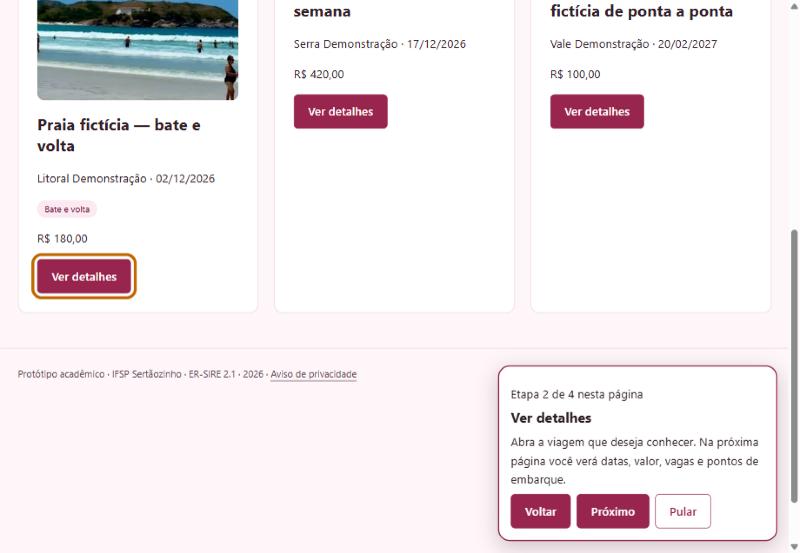 Praia fictícia — bate e
volta
Litoral Demonstração · 02/12/2026
Bate e volta
R$ 180,00
Ver detalhes
semana
Serra Demonstração · 17/12/2026
R$ 420,00
Ver detalhes
fictícia de ponta a ponta
Vale Demonstração · 20/02/2027
R$ 100,00
Ver detalhes
Protótipo acadêmico · IFSP Sertãozinho · ER-SIRE 2.1 · 2026 · Aviso de privacidade
Etapa 2 de 4 nesta página
Ver detalhes
Abra a viagem que deseja conhecer. Na próxima
página você verá datas, valor, vagas e pontos de
embarque.
Voltar
Próximo
Pular